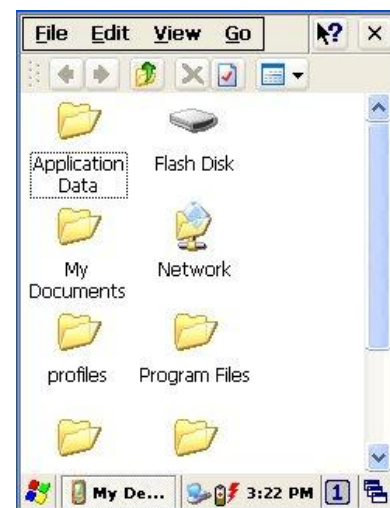 File Edit View Go
?
Application Data
Flash Disk
My Documents
Network
profiles
Program Files
My De...
3:22 PM
1